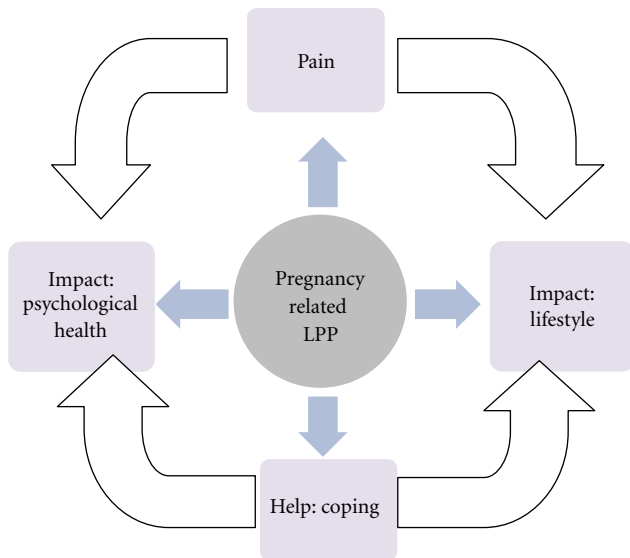 Pain
Impact:
psychological
health
Pregnancy
related
LPP
Impact:
lifestyle
Help: coping